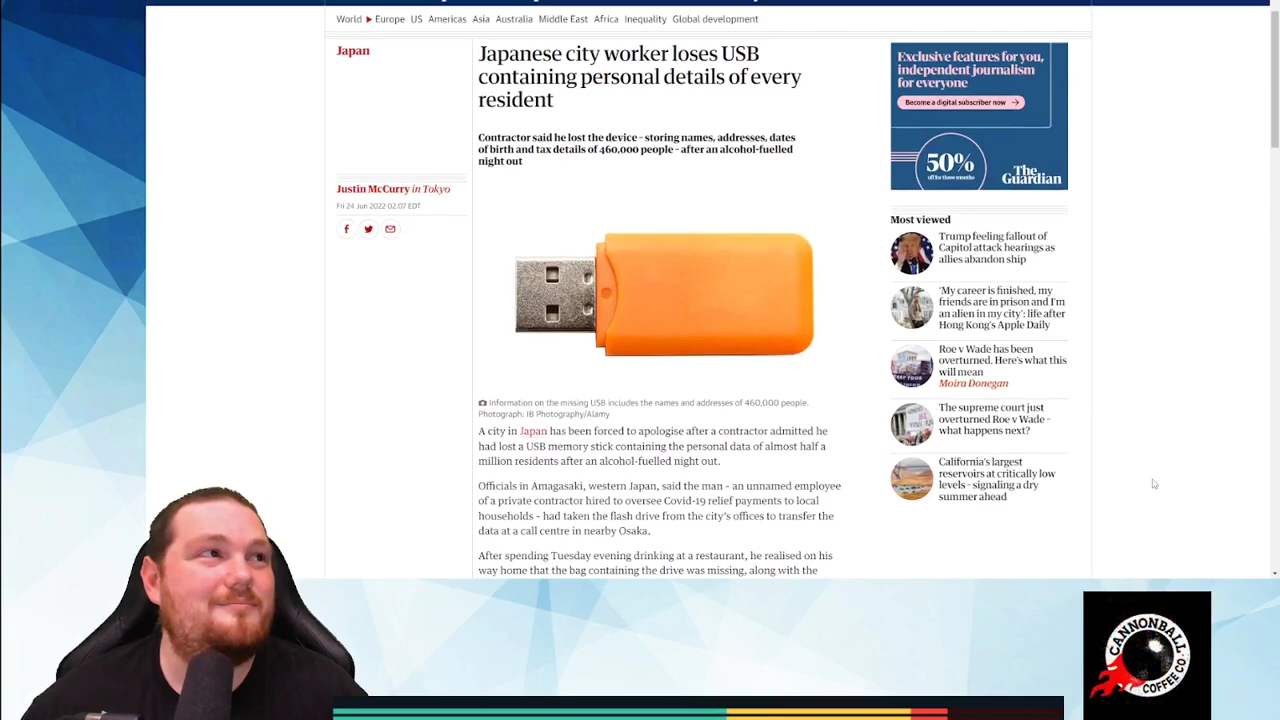 World
Europe
US
Americas
Asia
Australia
Middle East
Africa
Inequality
Global development
Japan
Japanese city worker loses USB
containing personal details of every
resident
Contractor said he lost the device – storing names, addresses, dates
of birth and tax details of 460,000 people – after an alcohol-fuelled
night out
Justin McCurry in Tokyo
Fri 24 Jun 2022 02.07 EDT
Information on the missing USB includes the names and addresses of 460,000 people.
Photograph: IB Photography/Alamy
A city in Japan has been forced to apologise after a contractor admitted he
had lost a USB memory stick containing the personal data of almost half a
million residents after an alcohol-fuelled night out.
Officials in Amagasaki, western Japan, said the man – an unnamed employee
of a private contractor hired to oversee Covid-19 relief payments to local
households – had taken the flash drive from the city's offices to transfer the
data at a call centre in nearby Osaka.
After spending Tuesday evening drinking at a restaurant, he realised on his
way home that the bag containing the drive was missing, along with the
Exclusive features for you,
independent journalism
for everyone
Become a digital subscriber now →
50%
off for three months
The
Guardian
Most viewed
Trump feeling fallout of
Capitol attack hearings as
allies abandon ship
'My career is finished, my
friends are in prison and I'm
an alien in my city': life after
Hong Kong's Apple Daily
Roe v Wade has been
overturned. Here's what this
will mean
Moira Donegan
The supreme court just
overturned Roe v Wade –
what happens next?
California's largest
reservoirs at critically low
levels – signaling a dry
summer ahead
CANNONBALL
COFFEE CO.